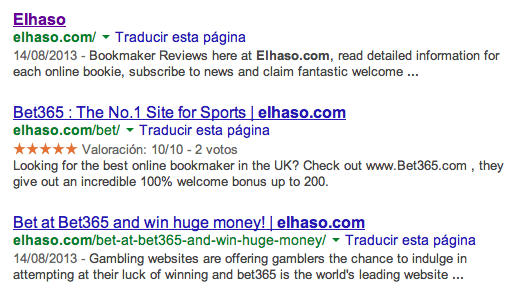 Elhaso
elhaso.com/ Traducir esta página
14/08/2013 - Bookmaker Reviews here at Elhaso.com, read detailed information for
each online bookie, subscribe to news and claim fantastic welcome ...
Bet365 : The No.1 Site for Sports | elhaso.com
elhaso.com/bet/ Traducir esta página
Valoración: 10/10 - 2 votos
Looking for the best online bookmaker in the UK? Check out www.Bet365.com , they
give out an incredible 100% welcome bonus up to 200.
Bet at Bet365 and win huge money! | elhaso.com
elhaso.com/bet-at-bet365-and-win-huge-money/ Traducir esta página
14/08/2013 - Gambling websites are offering gamblers the chance to indulge in
attempting at their luck of winning and bet365 is the world's leading website ...